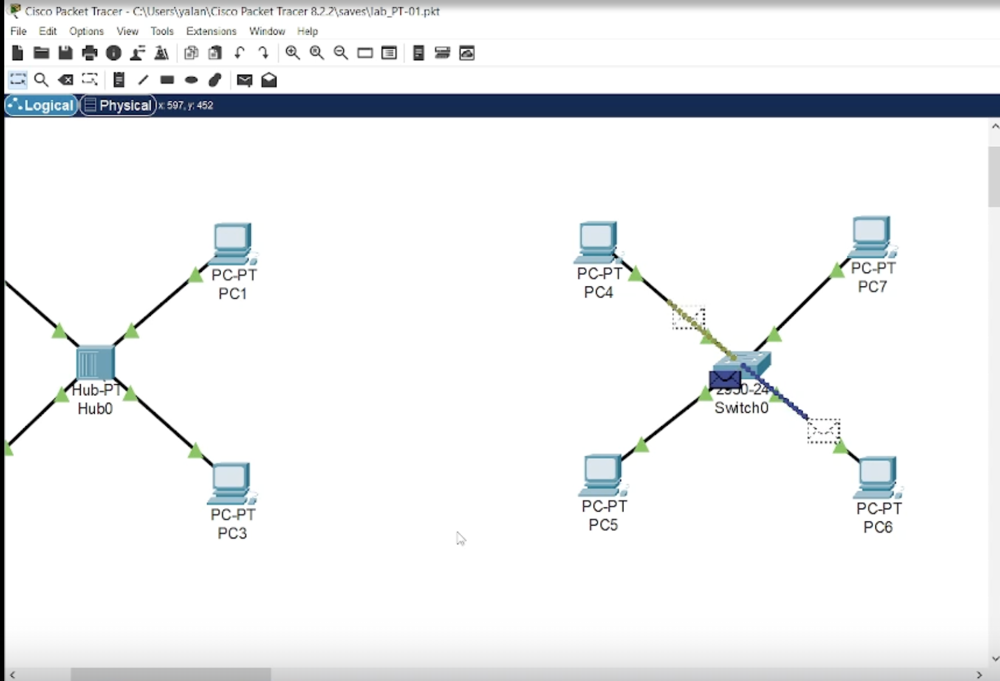 Cisco Packet Tracer - C:\Users\yalan\Cisco Packet Tracer 8.2.2\saves\lab_PT-01.pkt
File Edit Options View Tools Extensions Window Help
Logical Physical x: 597, y: 452
PC-PT
PC1
PC-PT
PC4
PC-PT
PC7
Hub-PT
Hub0
2950-24
Switch0
PC-PT
PC3
PC-PT
PC5
PC-PT
PC6